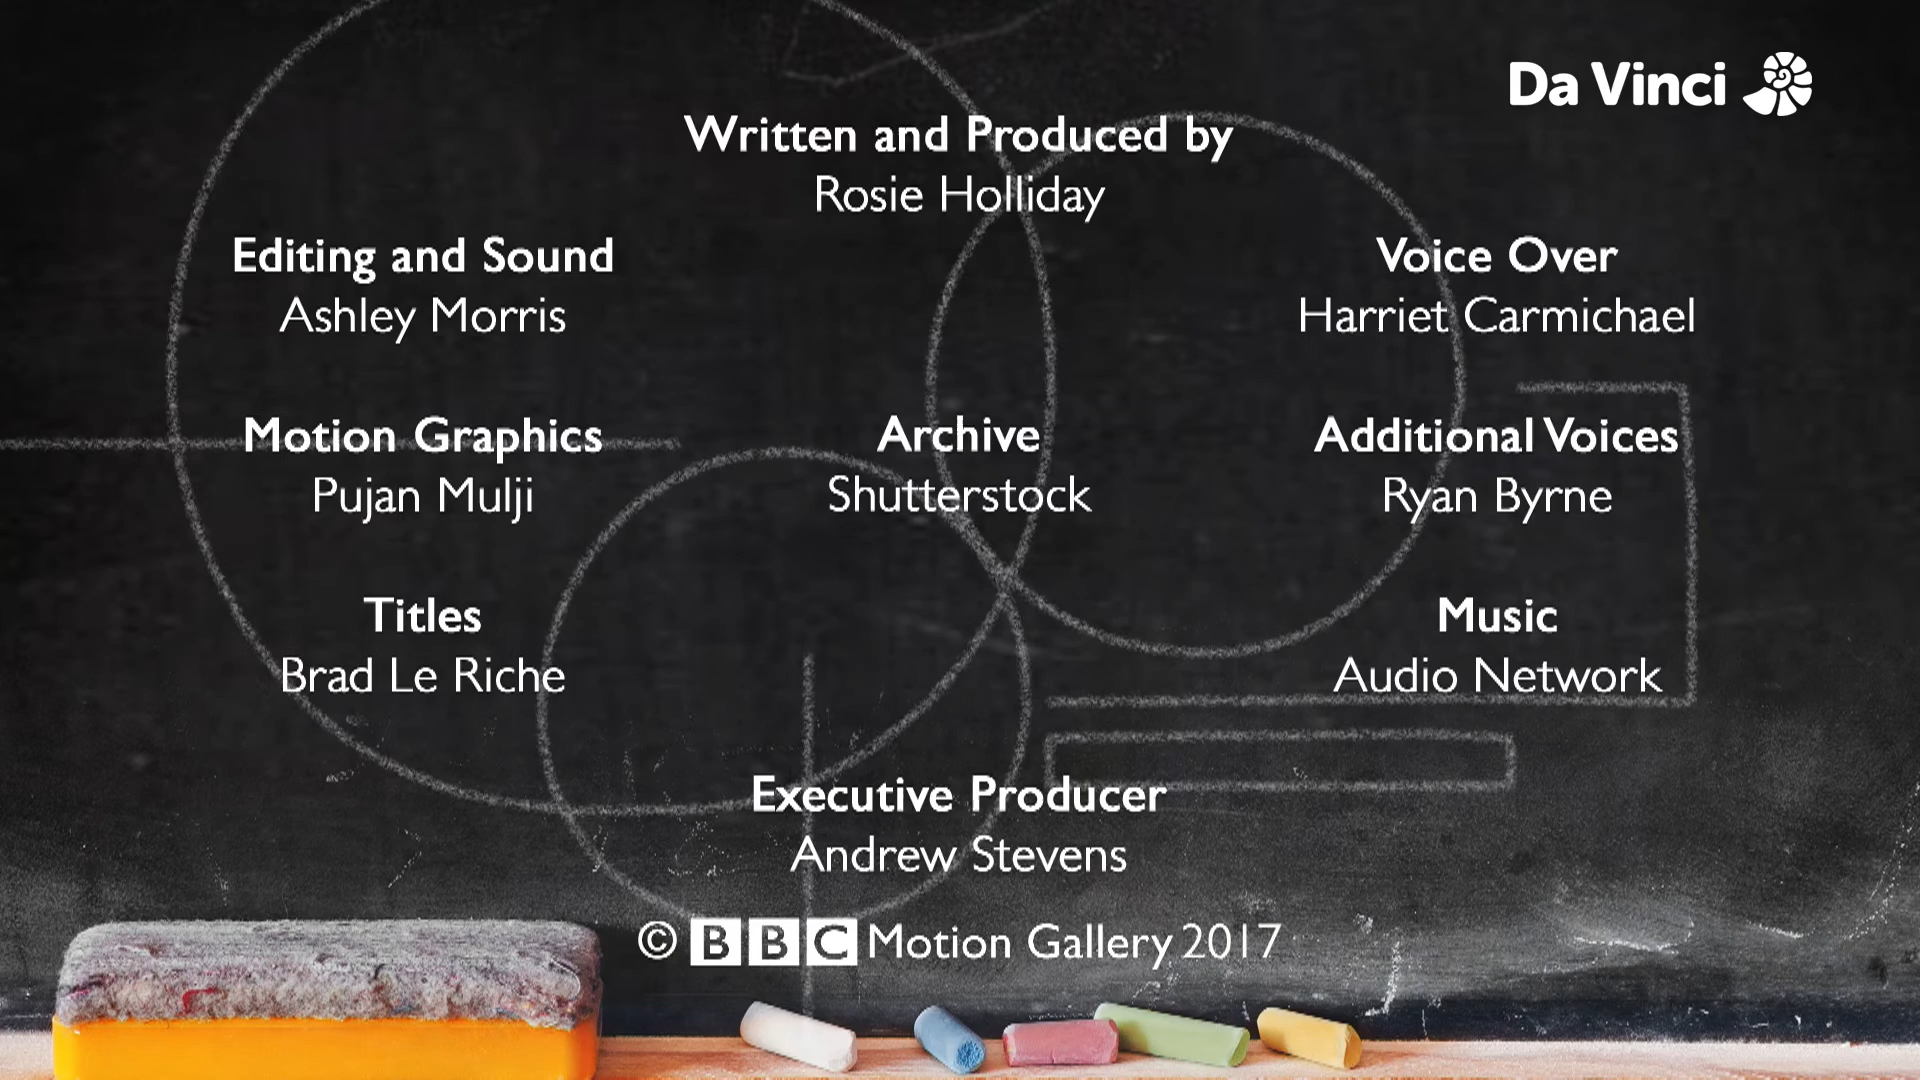 Da Vinci
Written and Produced by
Rosie Holliday
Editing and Sound
Ashley Morris
Voice Over
Harriet Carmichael
Motion Graphics
Pujan Mulji
Archive
Shutterstock
Additional Voices
Ryan Byrne
Titles
Brad Le Riche
Music
Audio Network
Executive Producer
Andrew Stevens
© BBC Motion Gallery 2017